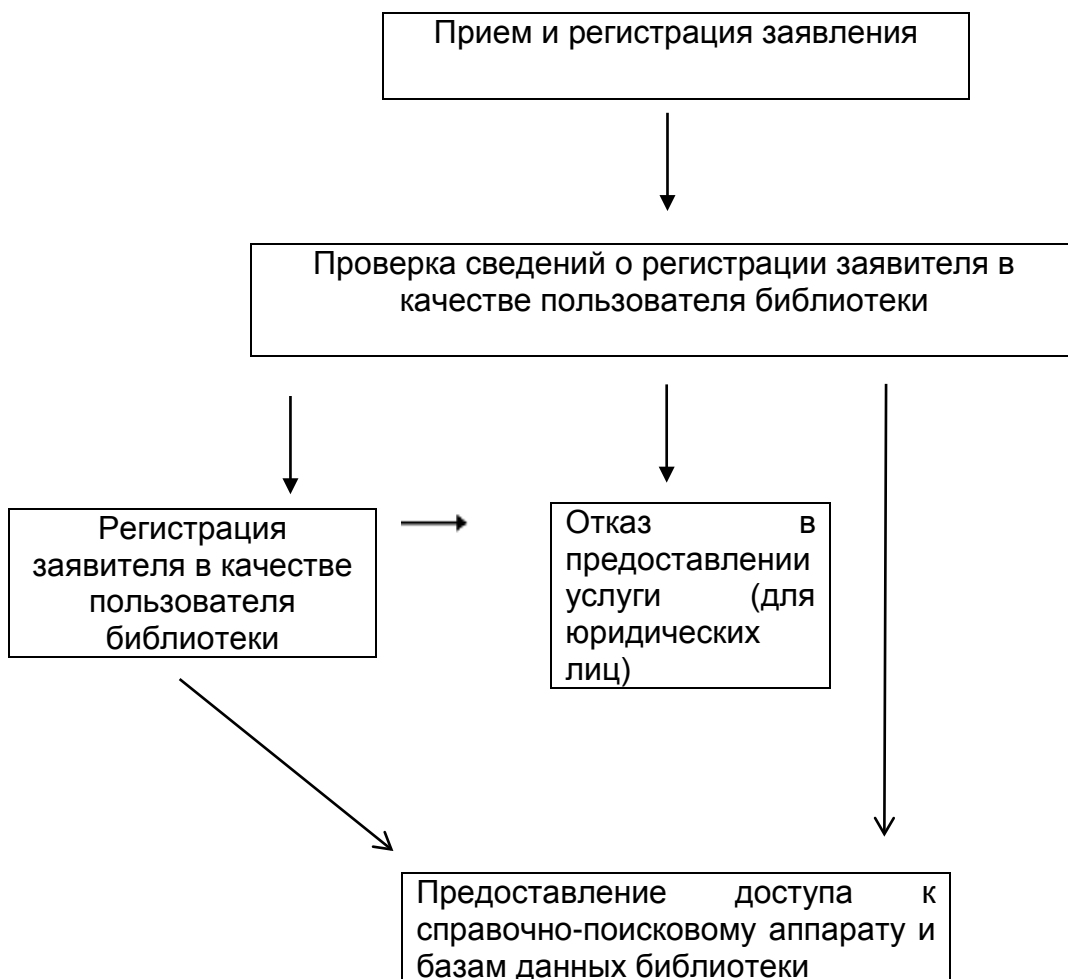 Прием и регистрация заявления
Проверка сведений о регистрации заявителя в
качестве пользователя библиотеки
Регистрация
заявителя в качестве
пользователя
библиотеки
Отказ в
предоставлении
услуги (для
юридических
лиц)
Предоставление доступа к
справочно-поисковому аппарату и
базам данных библиотеки